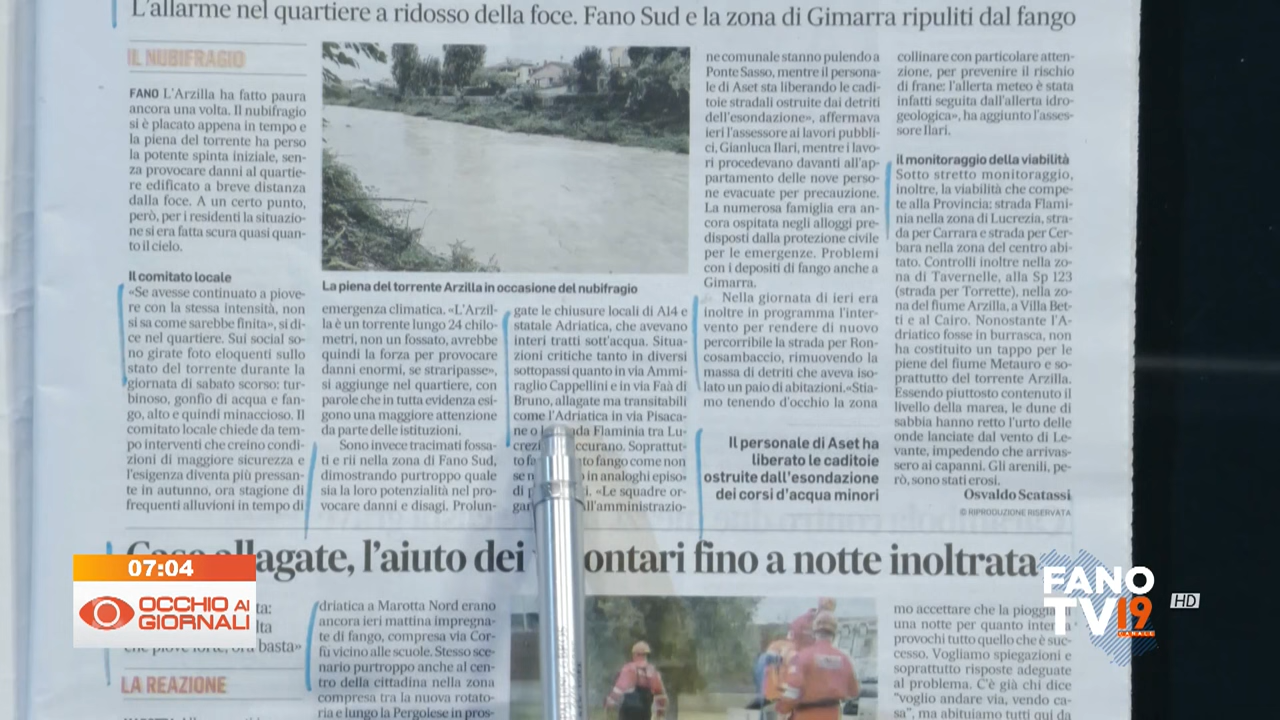 L'allarme nel quartiere a ridosso della foce. Fano Sud e la zona di Gimarra ripuliti dal fango
IL NUBIFRAGIO
FANO L'Arzilla ha fatto paura
ancora una volta. Il nubifragio
si è placato appena in tempo e
la piena del torrente ha perso
la potente spinta iniziale, sen-
za provocare danni al quartie-
re edificato a breve distanza
dalla foce. A un certo punto,
però, per i residenti la situazio-
ne si era fatta scura quasi quan-
to il cielo.
Il comitato locale
«Se avesse continuato a piove-
re con la stessa intensità, non
si sa come sarebbe finita», si di-
ce nel quartiere. Sui social so-
no girate foto eloquenti sullo
stato del torrente durante la
giornata di sabato scorso: tur-
binoso, gonfio di acqua e fan-
go, alto e quindi minaccioso. Il
comitato locale chiede da tem-
po interventi che creino condi-
zioni di maggiore sicurezza e
l'esigenza diventa più pressan-
te in autunno, ora stagione di
frequenti alluvioni in tempo di
La piena del torrente Arzilla in occasione del nubifragio
emergenza climatica. «L'Arzil-
la è un torrente lungo 24 chilo-
metri, non un fossato, avrebbe
quindi la forza per provocare
danni enormi, se straripasse»,
si aggiunge nel quartiere, con
parole che in tutta evidenza esi-
gono una maggiore attenzione
da parte delle istituzioni.
Sono invece tracimati fossa-
ti e rii nella zona di Fano Sud,
dimostrando purtroppo quale
sia la loro potenzialità nel pro-
vocare danni e disagi. Prolun-
gate le chiusure locali di A14 e
statale Adriatica, che avevano
interi tratti sott'acqua. Situa-
zioni critiche tanto in diversi
sottopassi quanto in via Ammi-
raglio Cappellini e in via Faà di
Bruno, allagate ma transitabili
come l'Adriatica in via Pisaca-
ne o la Flaminia tra Lu-
crezi ccurano. Soprattut-
to fa to fango come non
se n in analoghi episo-
di p i. «Le squadre or-
gan ll'amministrazio-
ne comunale stanno pulendo a
Ponte Sasso, mentre il persona-
le di Aset sta liberando le cadi-
toie stradali ostruite dai detriti
dell'esondazione», affermava
ieri l'assessore ai lavori pubbli-
ci, Gianluca Ilari, mentre i lavo-
ri procedevano davanti all'ap-
partamento delle nove perso-
ne evacuate per precauzione.
La numerosa famiglia era an-
cora ospitata negli alloggi pre-
disposti dalla protezione civile
per le emergenze. Problemi
con i depositi di fango anche a
Gimarra.
Nella giornata di ieri era
inoltre in programma l'inter-
vento per rendere di nuovo
percorribile la strada per Ron-
cosambaccio, rimuovendo la
massa di detriti che aveva iso-
lato un paio di abitazioni.«Stia-
mo tenendo d'occhio la zona
Il personale di Aset ha
liberato le caditoie
ostruite dall'esondazione
dei corsi d'acqua minori
collinare con particolare atten-
zione, per prevenire il rischio
di frane: l'allerta meteo è stata
infatti seguita dall'allerta idro-
geologica», ha aggiunto l'asses-
sore Ilari.
Il monitoraggio della viabilità
Sotto stretto monitoraggio,
inoltre, la viabilità che compe-
te alla Provincia: strada Flami-
nia nella zona di Lucrezia, stra-
da per Carrara e strada per Cer-
bara nella zona del centro abi-
tato. Controlli inoltre nella zo-
na di Tavernelle, alla Sp 123
(strada per Torrette), nella zo-
na del fiume Arzilla, a Villa Bet-
ti e al Cairo. Nonostante l'A-
driatico fosse in burrasca, non
ha costituito un tappo per le
piene del fiume Metauro e so-
prattutto del torrente Arzilla.
Essendo piuttosto contenuto il
livello della marea, le dune di
sabbia hanno retto l'urto delle
onde lanciate dal vento di Le-
vante, impedendo che arrivas-
sero ai capanni. Gli arenili, pe-
rò, sono stati erosi.
Osvaldo Scatassi
© RIPRODUZIONE RISERVATA
Case allagate, l'aiuto dei ontari fino a notte inoltrata
07:04
OCCHIO AI
GIORNALI
basta»
LA REAZIONE
driatica a Marotta Nord erano
ancora ieri mattina impregna-
te di fango, compresa via Cor-
fù vicino alle scuole. Stesso sce-
nario purtroppo anche al cen-
tro della cittadina nella zona
compresa tra la nuova rotato-
ria e lungo la Pergolese in pros-
mo accettare che la pioggia
una notte per quanto intensa
provochi tutto quello che è suc-
cesso. Vogliamo spiegazioni e
soprattutto risposte adeguate
al problema. C'è già chi dice
"voglio andare via, vendo ca-
sa", ma abituiamo tutti qui da
FANO
TV19
CANALE
HD